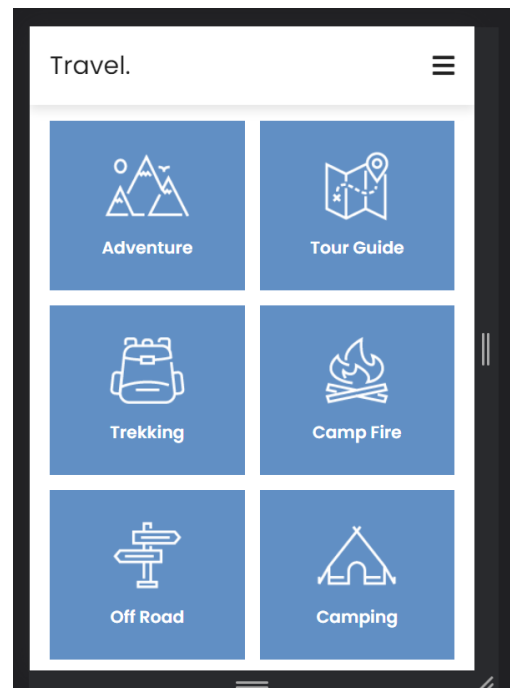 Travel.
Adventure
Tour Guide
Trekking
Camp Fire
Off Road
Camping